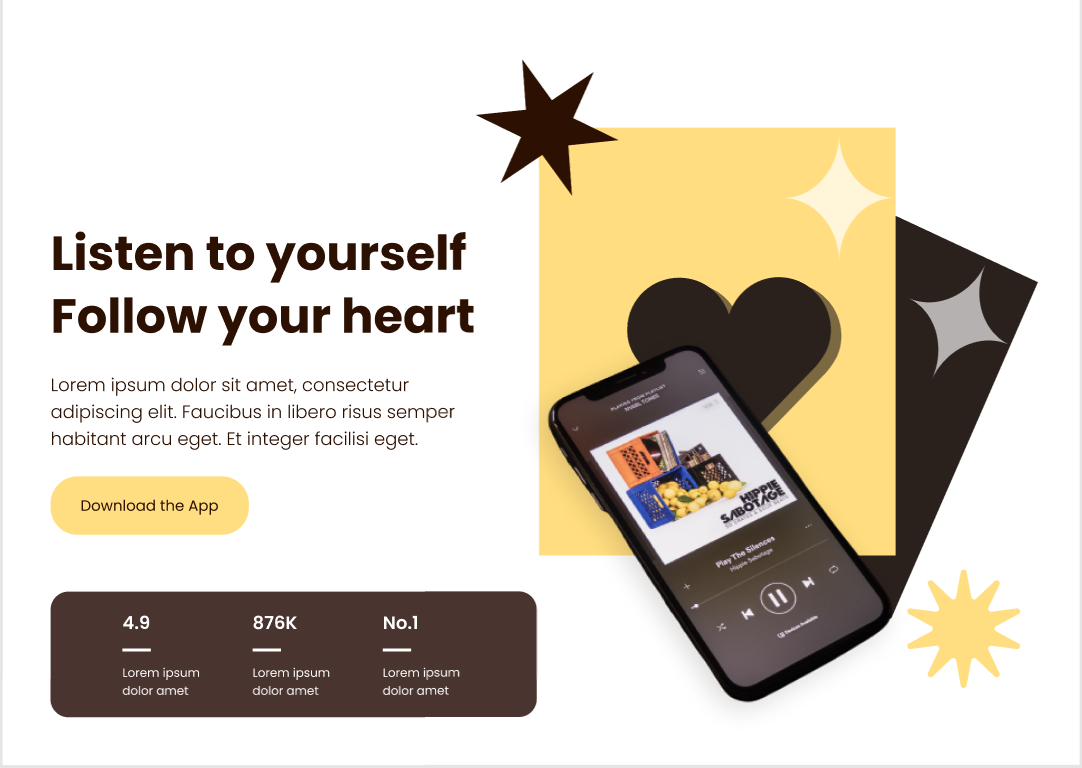 Listen to yourself
Follow your heart
Lorem ipsum dolor sit amet, consectetur
adipiscing elit. Faucibus in libero risus semper
habitant arcu eget. Et integer facilisi eget.
Download the App
4.9
876K
No.1
Lorem ipsum
dolor amet
Lorem ipsum
dolor amet
Lorem ipsum
dolor amet
PLAYING FROM PLAYLIST
HIPPIE
SABOTAGE
Play The Silences
Hippie Sabotage
Devices Available